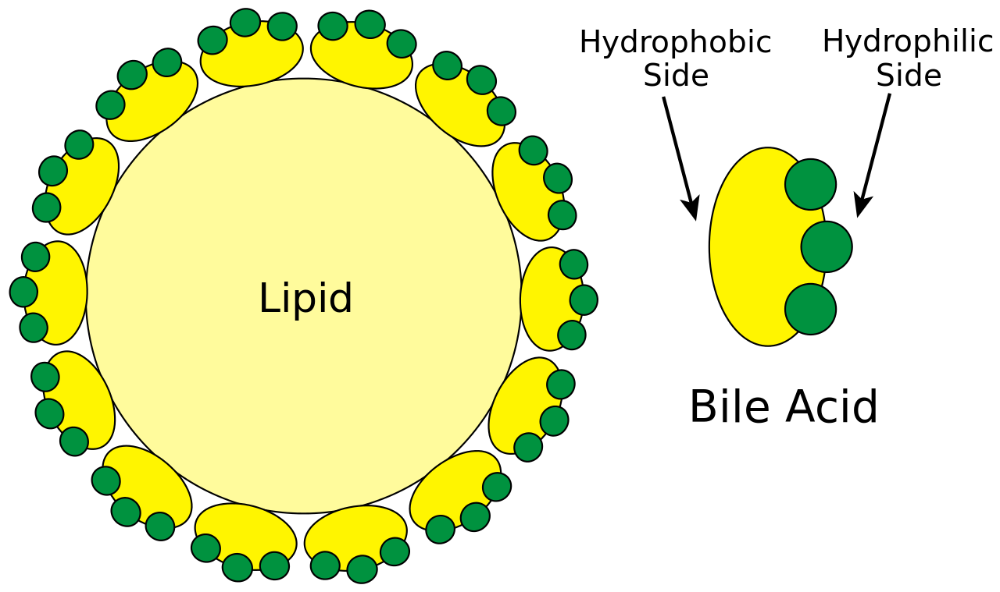 Hydrophobic
Side
Hydrophilic
Side
Lipid
Bile Acid